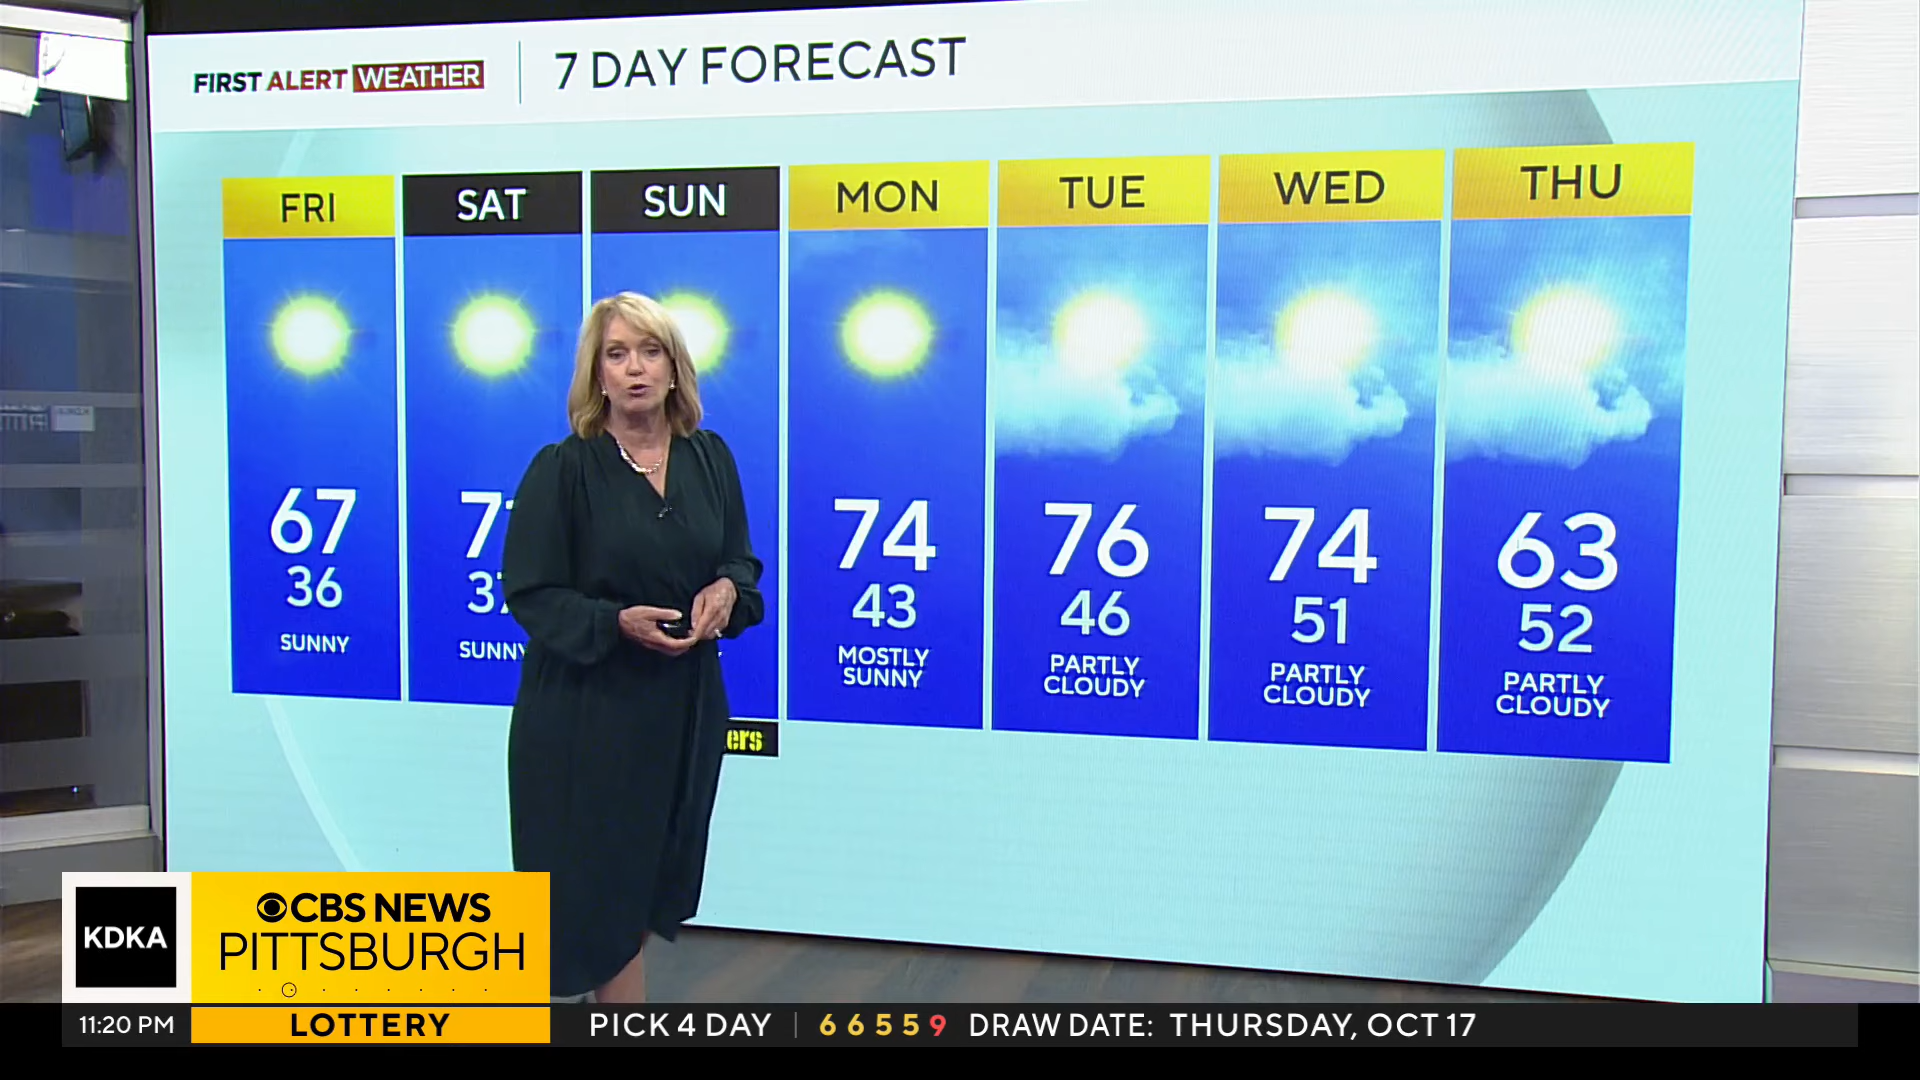 FIRST ALERT WEATHER
7 DAY FORECAST
FRI
SAT
SUN
MON
TUE
WED
THU
67
36
SUNNY
74
43
MOSTLY
SUNNY
76
46
PARTLY
CLOUDY
74
51
PARTLY
CLOUDY
63
52
PARTLY
CLOUDY
KDKA
CBS NEWS
PITTSBURGH
11:20 PM
LOTTERY
PICK 4 DAY | 6 6 5 5 9 DRAW DATE: THURSDAY, OCT 17